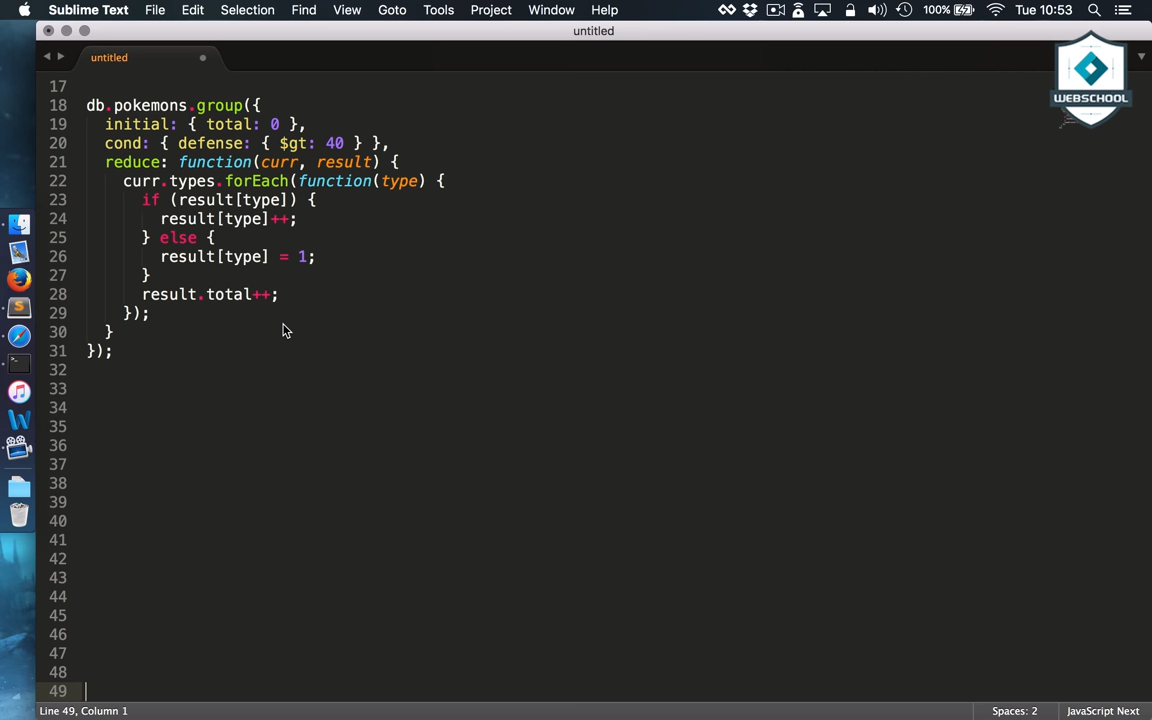 Sublime Text File Edit Selection Find View Goto Tools Project Window Help 100% Tue 10:53
untitled
untitled
WEBSCHOOL
17
18 db.pokemons.group({
19 initial: { total: 0 },
20 cond: { defense: { $gt: 40 } },
21 reduce: function(curr, result) {
22 curr.types.forEach(function(type) {
23 if (result[type]) {
24 result[type]++;
25 } else {
26 result[type] = 1;
27 }
28 result.total++;
29 });
30 }
31 });
32
33
34
35
36
37
38
39
40
41
42
43
44
45
46
47
48
49
Line 49, Column 1 Spaces: 2 JavaScript Next